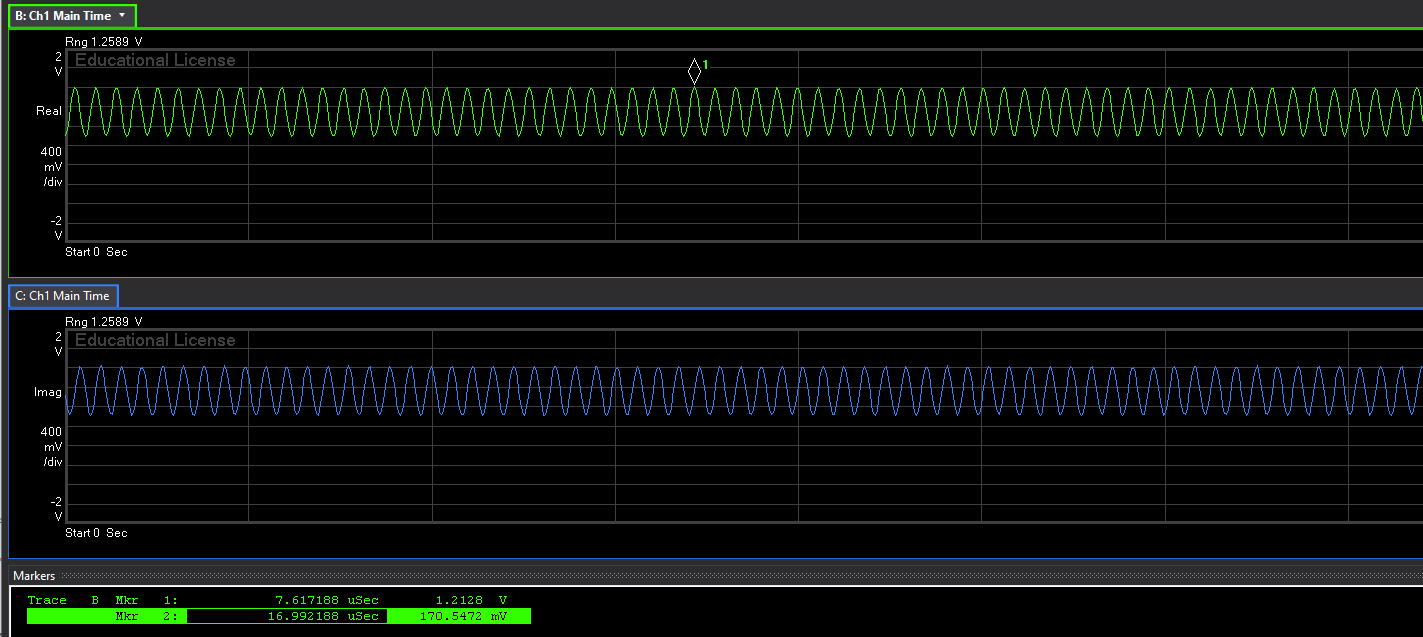 B: Ch1 Main Time
Rng 1.2589 V
2
V
Educational License
1
Real
400
mV
/div
-2
V
Start 0 Sec
C: Ch1 Main Time
Rng 1.2589 V
2
V
Educational License
Imag
400
mV
/div
-2
V
Start 0 Sec
Markers
Trace B Mkr 1: 7.617188 uSec 1.2128 V
Mkr 2: 16.992188 uSec 170.5472 mV